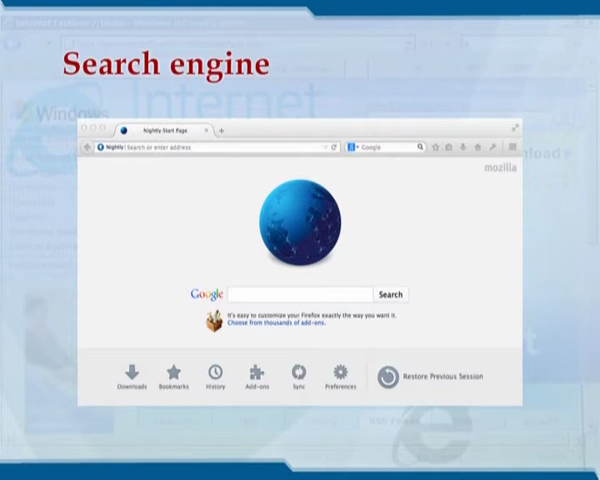 Search engine
Internet
Windows
Nightly Start Page
Nightly Search or enter address
Google
mozilla
Google Search
It's easy to customize your Firefox exactly the way you want it.
Choose from thousands of add-ons.
Downloads Bookmarks History Add-ons Sync Preferences Restore Previous Session